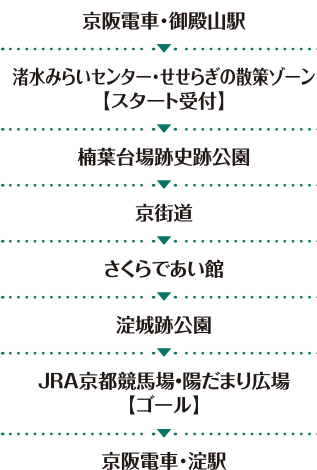 京阪電車・御殿山駅
渚水みらいセンター・せせらぎの散策ゾーン
【スタート受付】
楠葉台場跡史跡公園
京街道
さくらであい館
淀城跡公園
JRA京都競馬場・陽だまり広場
【ゴール】
京阪電車・淀駅